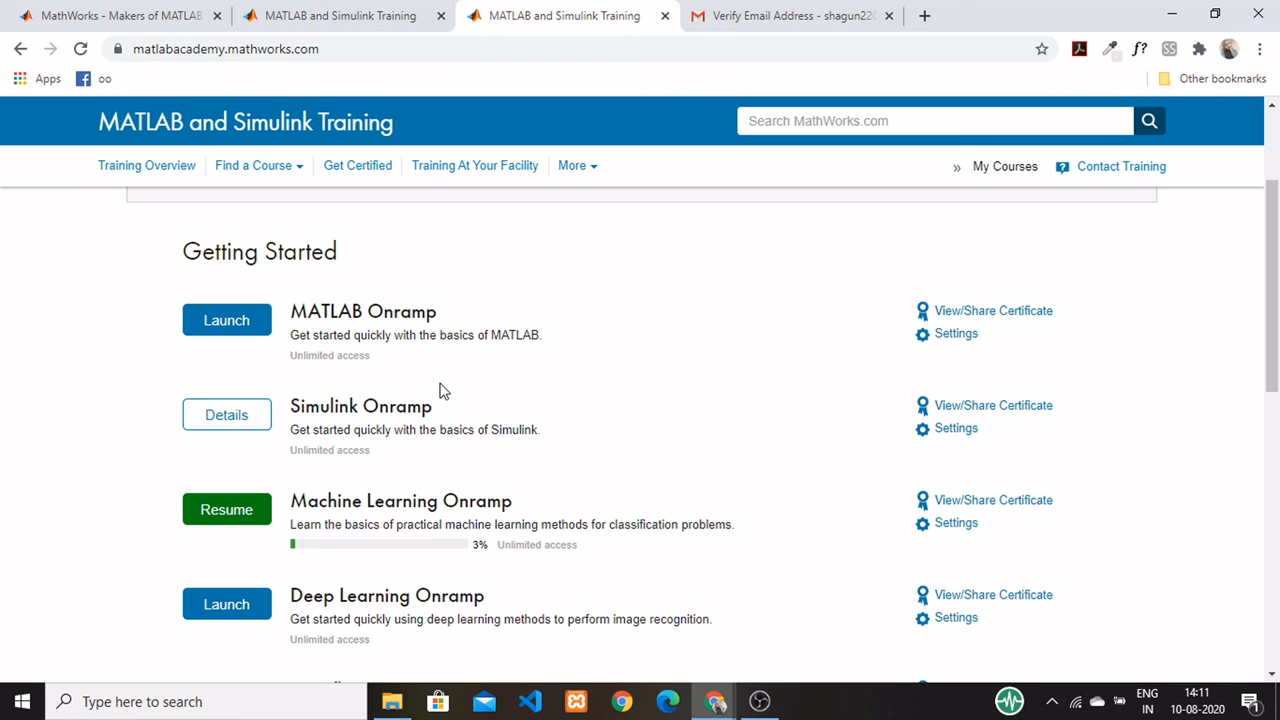 MathWorks - Makers of MATLAB
MATLAB and Simulink Training
MATLAB and Simulink Training
Verify Email Address - shagun220
matlabacademy.mathworks.com
f?
SS
Apps
oo
Other bookmarks
MATLAB and Simulink Training
Search MathWorks.com
Training Overview
Find a Course
Get Certified
Training At Your Facility
More
» My Courses
Contact Training
Getting Started
Launch
MATLAB Onramp
Get started quickly with the basics of MATLAB.
Unlimited access
View/Share Certificate
Settings
Details
Simulink Onramp
Get started quickly with the basics of Simulink.
Unlimited access
View/Share Certificate
Settings
Resume
Machine Learning Onramp
Learn the basics of practical machine learning methods for classification problems.
3% Unlimited access
View/Share Certificate
Settings
Launch
Deep Learning Onramp
Get started quickly using deep learning methods to perform image recognition.
Unlimited access
View/Share Certificate
Settings
Type here to search
ENG
IN
14:11
10-08-2020
1